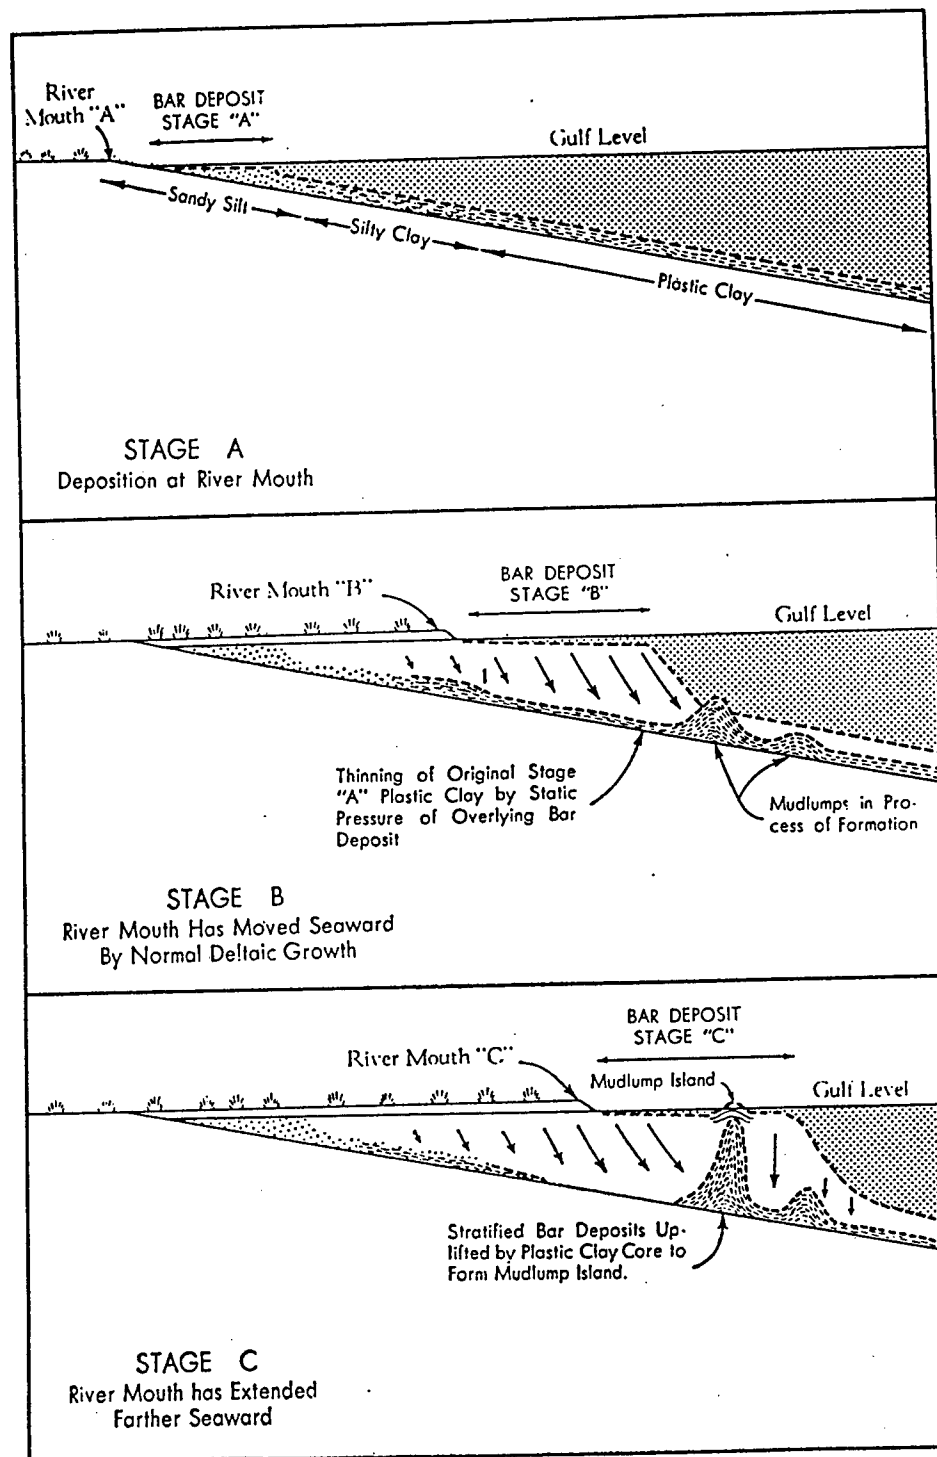 River
Mouth "A"
BAR DEPOSIT
STAGE "A"
Gulf Level
Sandy Silt
Silty Clay
Plastic Clay
STAGE A
Deposition at River Mouth
River Mouth "B"
BAR DEPOSIT
STAGE "B"
Gulf Level
Thinning of Original Stage
"A" Plastic Clay by Static
Pressure of Overlying Bar
Deposit
Mudlumps in Pro-
cess of Formation
STAGE B
River Mouth Has Moved Seaward
By Normal Deltaic Growth
BAR DEPOSIT
STAGE "C"
River Mouth "C"
Mudlump Island
Gulf Level
Stratified Bar Deposits Up-
lifted by Plastic Clay Core to
Form Mudlump Island.
STAGE C
River Mouth has Extended
Farther Seaward